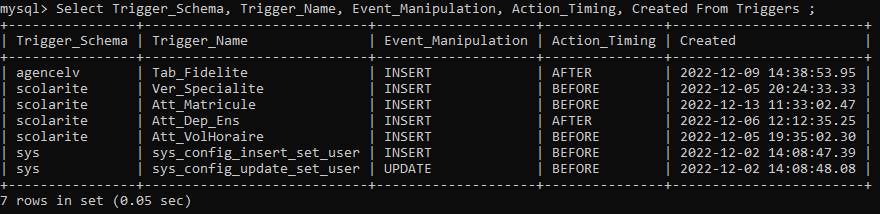 mysql> Select Trigger_Schema, Trigger_Name, Event_Manipulation, Action_Timing, Created From Triggers ;
+----------------+----------------------------+--------------------+---------------+------------------------+
| Trigger_Schema | Trigger_Name               | Event_Manipulation | Action_Timing | Created                |
+----------------+----------------------------+--------------------+---------------+------------------------+
| agencelv       | Tab_Fidelite               | INSERT             | AFTER         | 2022-12-09 14:38:53.95 |
| scolarite      | Ver_Specialite             | INSERT             | BEFORE        | 2022-12-05 20:24:33.33 |
| scolarite      | Att_Matricule              | INSERT             | BEFORE        | 2022-12-13 11:33:02.47 |
| scolarite      | Att_Dep_Ens                | INSERT             | AFTER         | 2022-12-06 12:12:35.25 |
| scolarite      | Att_VolHoraire             | INSERT             | BEFORE        | 2022-12-05 19:35:02.30 |
| sys            | sys_config_insert_set_user | INSERT             | BEFORE        | 2022-12-02 14:08:47.39 |
| sys            | sys_config_update_set_user | UPDATE             | BEFORE        | 2022-12-02 14:08:48.08 |
+----------------+----------------------------+--------------------+---------------+------------------------+
7 rows in set (0.05 sec)